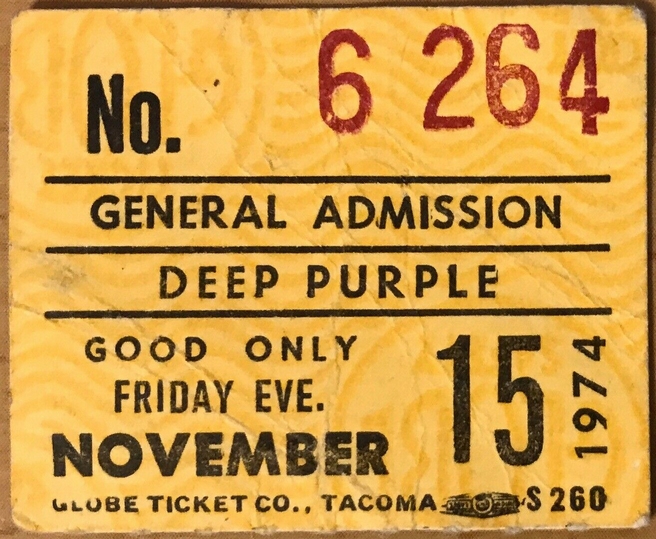 No. 6 264
GENERAL ADMISSION
DEEP PURPLE
GOOD ONLY
FRIDAY EVE.
NOVEMBER 15 1974
GLOBE TICKET CO., TACOMA S 260